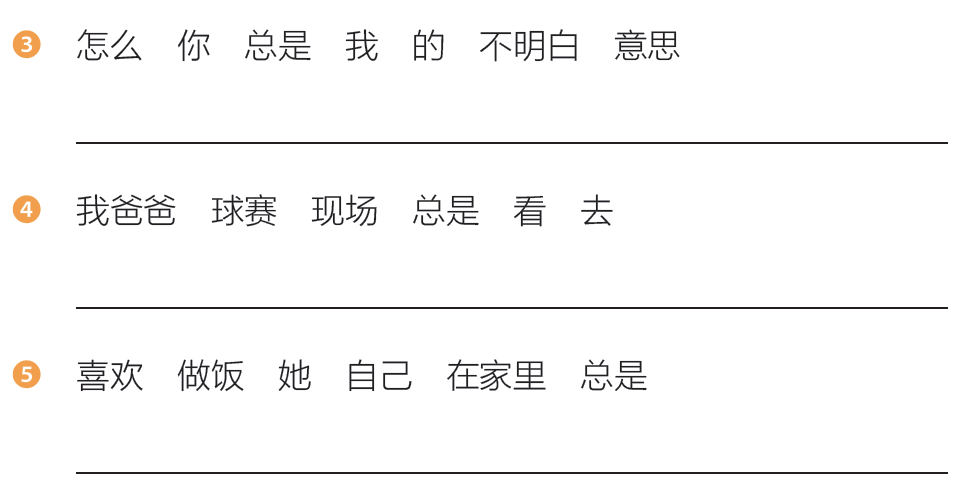 3 怎么 你 总是 我 的 不明白 意思
4 我爸爸 球赛 现场 总是 看 去
5 喜欢 做饭 她 自己 在家里 总是